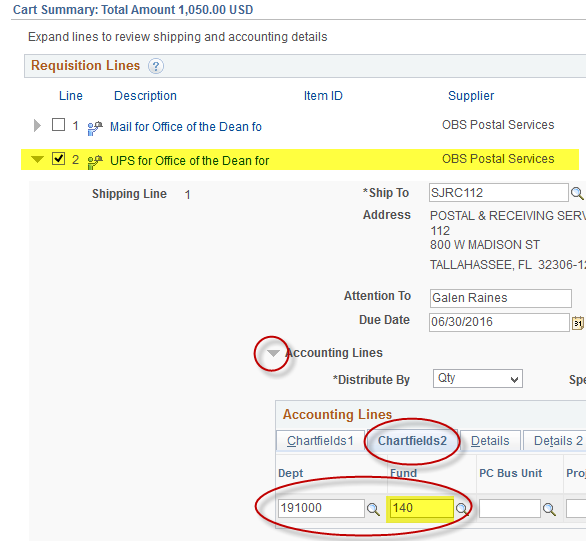 Cart Summary: Total Amount 1,050.00 USD
Expand lines to review shipping and accounting details
Requisition Lines ?
Line Description Item ID Supplier
1 Mail for Office of the Dean fo OBS Postal Services
2 UPS for Office of the Dean for OBS Postal Services
Shipping Line 1 *Ship To SJRC112
Address POSTAL & RECEIVING SERV
112
800 W MADISON ST
TALLAHASSEE, FL 32306-12
Attention To Galen Raines
Due Date 06/30/2016 31
Accounting Lines
*Distribute By Qty Spe
Accounting Lines
Chartfields1 Chartfields2 Details Details 2
Dept Fund PC Bus Unit Proj
191000 140